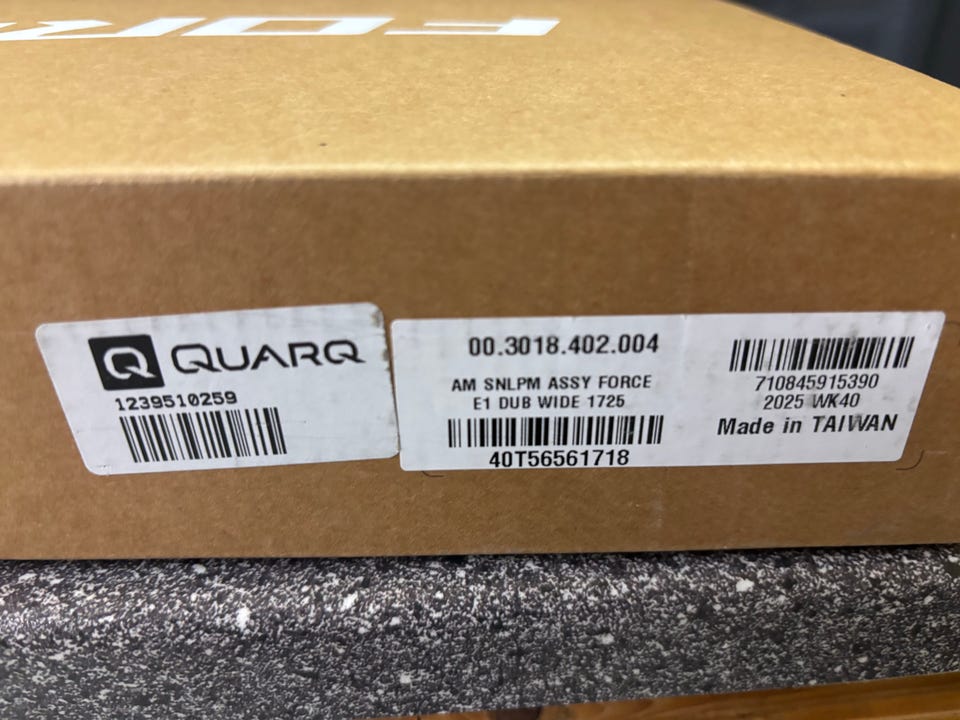 FOR
QUARQ
1239510259
00.3018.402.004
AM SNLPM ASSY FORCE
E1 DUB WIDE 1725
40T56561718
710845915390
2025 WK40
Made in TAIWAN